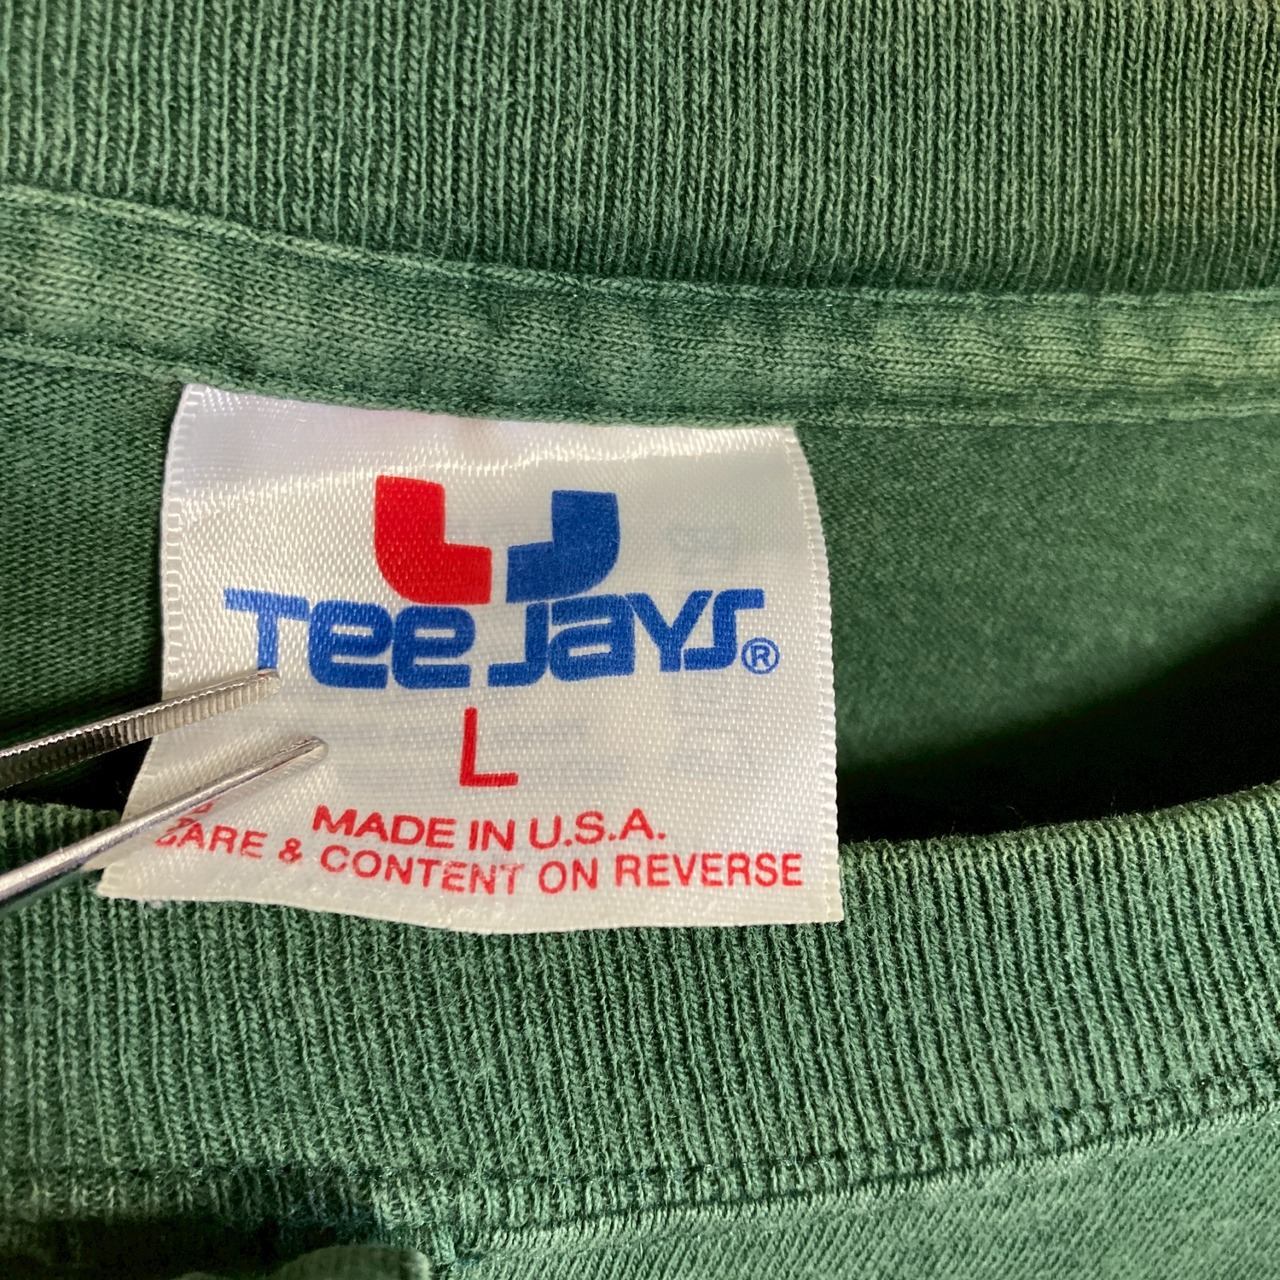 Tee Jays®
L
MADE IN U.S.A.
CARE & CONTENT ON REVERSE